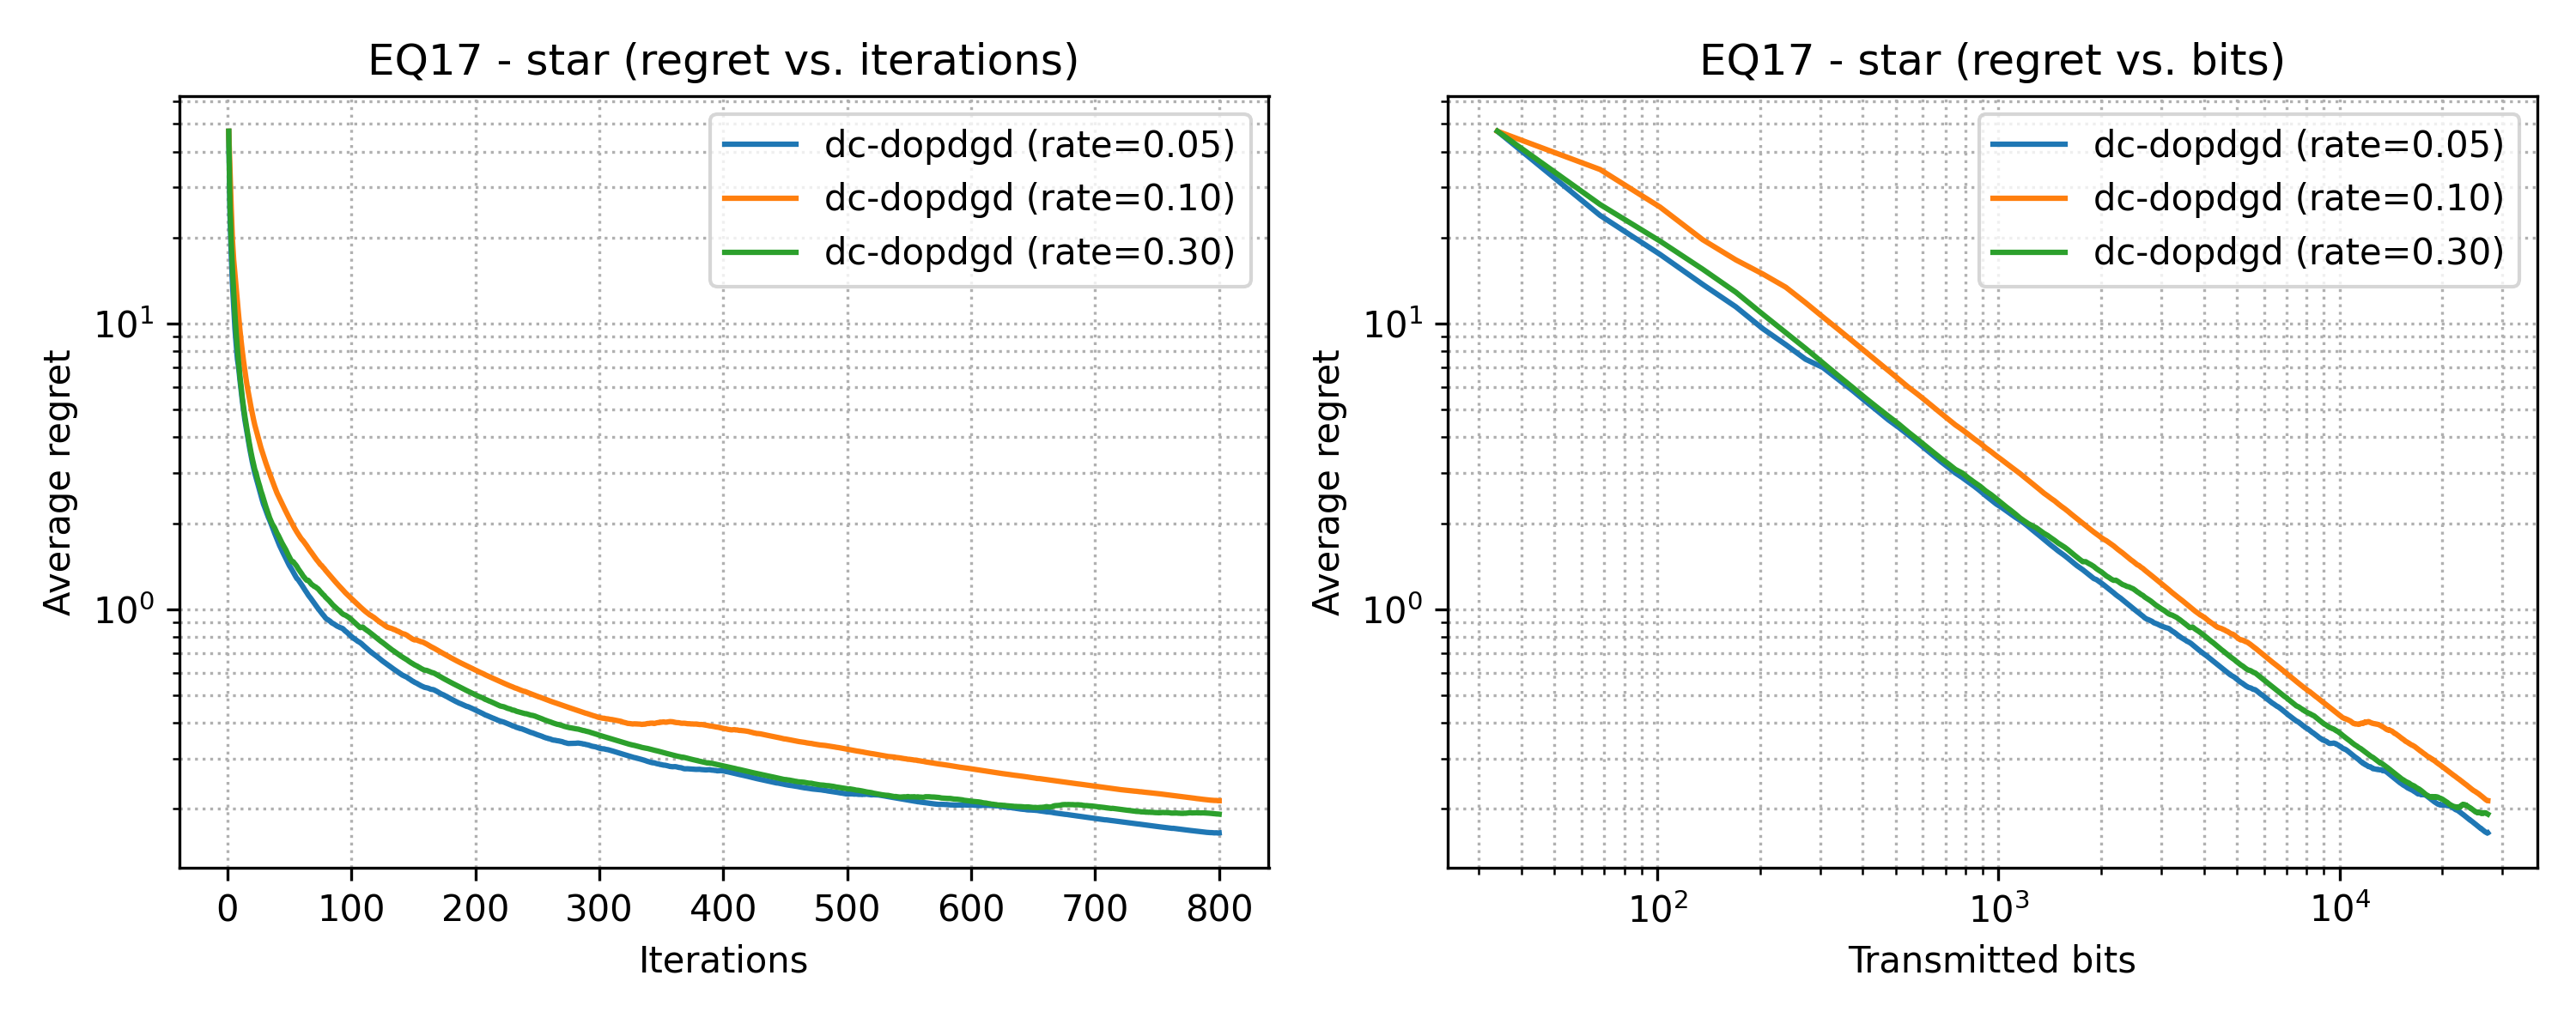 EQ17 - star (regret vs. iterations)
Average regret
10¹
10⁰
dc-dopdgd (rate=0.05)
dc-dopdgd (rate=0.10)
dc-dopdgd (rate=0.30)
0 100 200 300 400 500 600 700 800
Iterations
EQ17 - star (regret vs. bits)
Average regret
10¹
10⁰
dc-dopdgd (rate=0.05)
dc-dopdgd (rate=0.10)
dc-dopdgd (rate=0.30)
10² 10³ 10⁴
Transmitted bits